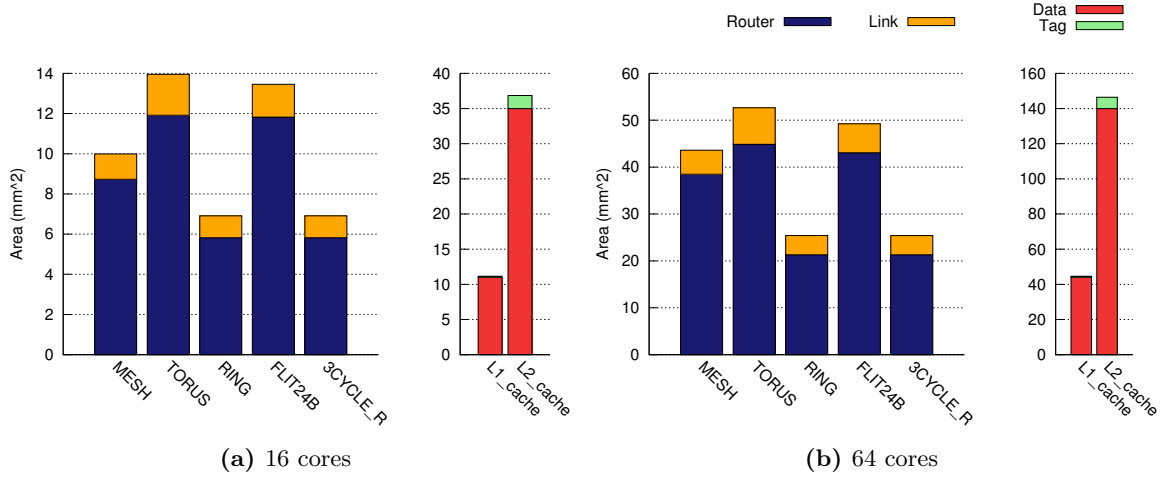 Router
Link
Data
Tag
Area (mm^2)
14
12
10
8
6
4
2
0
MESH
TORUS
RING
FLIT24B
3CYCLE_R
40
35
30
25
20
15
10
5
0
L1_cache
L2_cache
(a) 16 cores
Area (mm^2)
60
50
40
30
20
10
0
MESH
TORUS
RING
FLIT24B
3CYCLE_R
160
140
120
100
80
60
40
20
0
L1_cache
L2_cache
(b) 64 cores